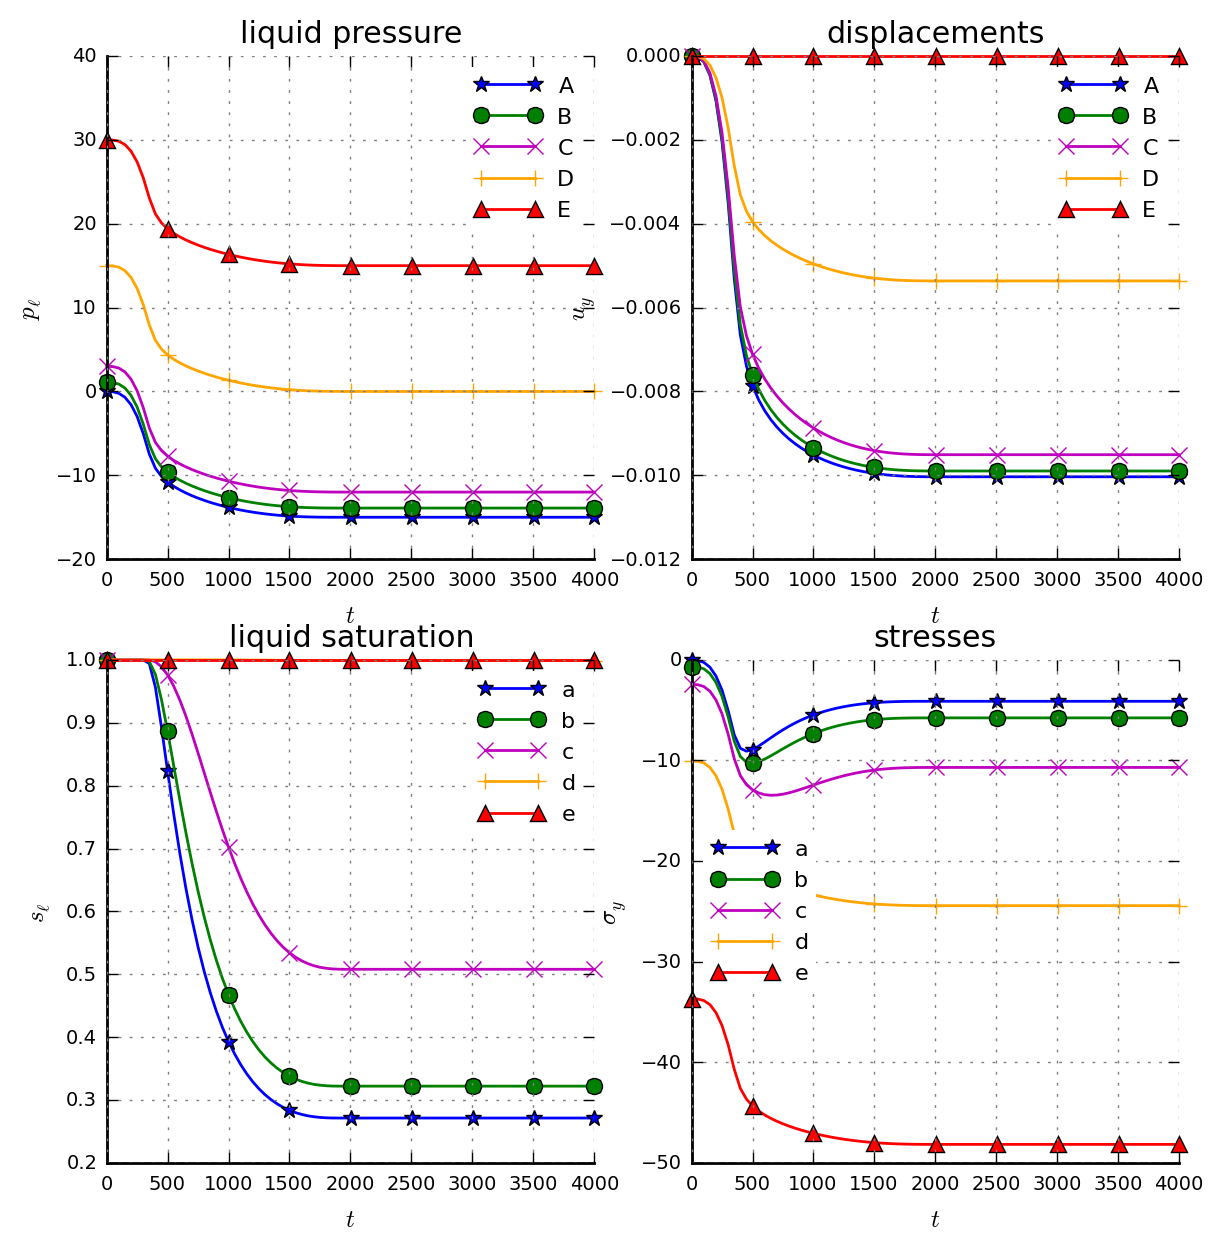 liquid pressure
40
30
20
10
0
−10
−20
0 500 1000 1500 2000 2500 3000 3500 4000
t
pℓ
A
B
C
D
E
displacements
0.000
−0.002
−0.004
−0.006
−0.008
−0.010
−0.012
0 500 1000 1500 2000 2500 3000 3500 4000
t
uy
A
B
C
D
E
liquid saturation
1.0
0.9
0.8
0.7
0.6
0.5
0.4
0.3
0.2
0 500 1000 1500 2000 2500 3000 3500 4000
t
sℓ
a
b
c
d
e
stresses
0
−10
−20
−30
−40
−50
0 500 1000 1500 2000 2500 3000 3500 4000
t
σy
a
b
c
d
e